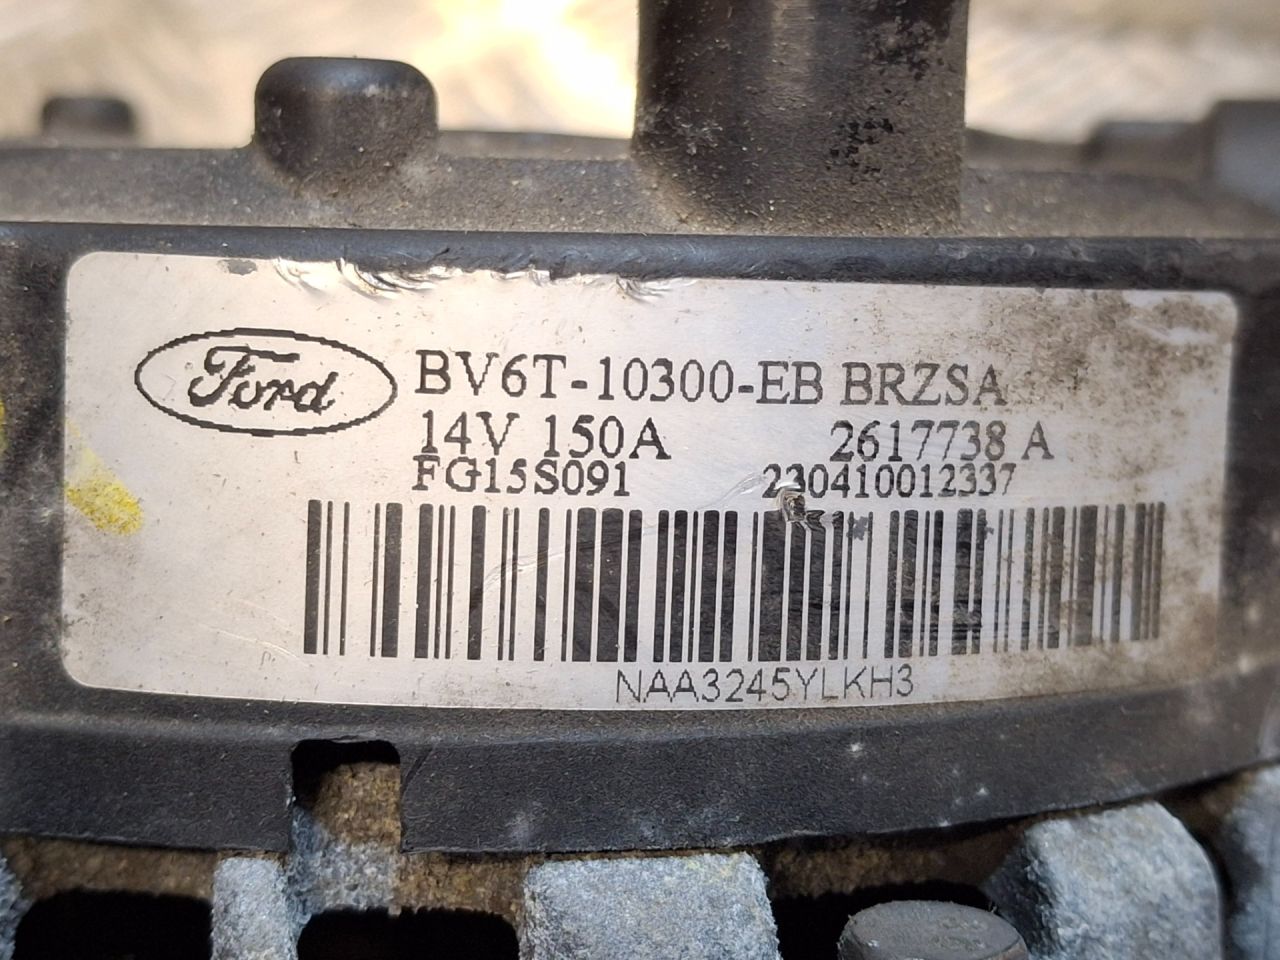 Ford
BV6T-10300-EB BRZSA
14V 150A 2617738 A
FG15S091 230410012337
NAA3245YLKH3